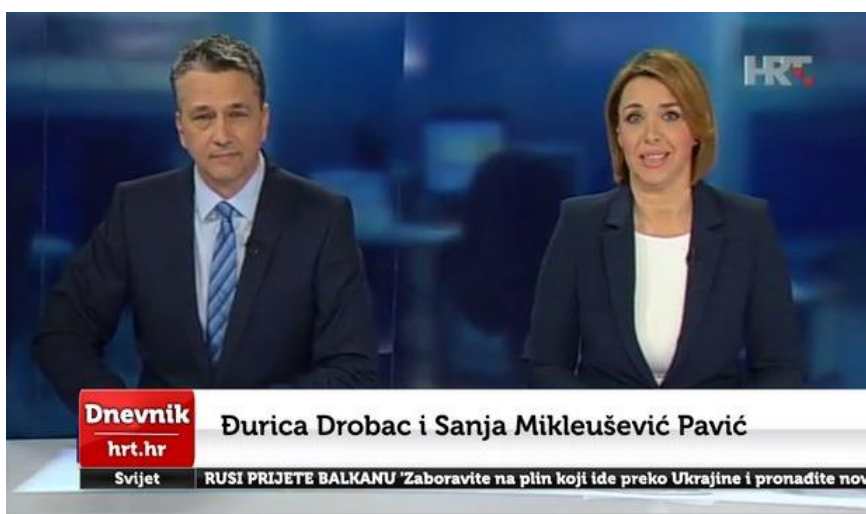 HRT
Dnevnik
hrt.hr
Đurica Drobac i Sanja Mikleušević Pavić
Svijet
RUSI PRIJETE BALKANU 'Zaboravite na plin koji ide preko Ukrajine i pronađite nov